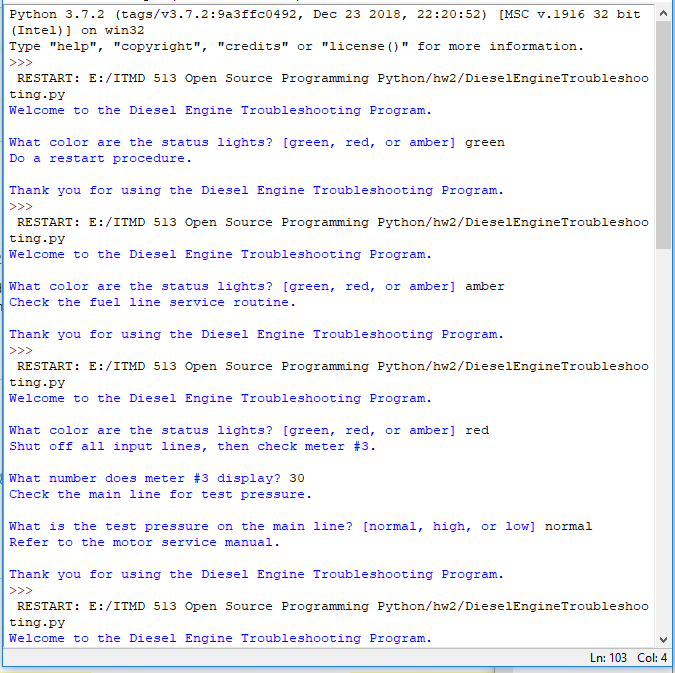 Python 3.7.2 (tags/v3.7.2:9a3ffc0492, Dec 23 2018, 22:20:52) [MSC v.1916 32 bit
(Intel)] on win32
Type "help", "copyright", "credits" or "license()" for more information.
>>>
RESTART: E:/ITMD 513 Open Source Programming Python/hw2/DieselEngineTroubleshoo
ting.py
Welcome to the Diesel Engine Troubleshooting Program.

What color are the status lights? [green, red, or amber] green
Do a restart procedure.

Thank you for using the Diesel Engine Troubleshooting Program.
>>>
RESTART: E:/ITMD 513 Open Source Programming Python/hw2/DieselEngineTroubleshoo
ting.py
Welcome to the Diesel Engine Troubleshooting Program.

What color are the status lights? [green, red, or amber] amber
Check the fuel line service routine.

Thank you for using the Diesel Engine Troubleshooting Program.
>>>
RESTART: E:/ITMD 513 Open Source Programming Python/hw2/DieselEngineTroubleshoo
ting.py
Welcome to the Diesel Engine Troubleshooting Program.

What color are the status lights? [green, red, or amber] red
Shut off all input lines, then check meter #3.

What number does meter #3 display? 30
Check the main line for test pressure.

What is the test pressure on the main line? [normal, high, or low] normal
Refer to the motor service manual.

Thank you for using the Diesel Engine Troubleshooting Program.
>>>
RESTART: E:/ITMD 513 Open Source Programming Python/hw2/DieselEngineTroubleshoo
ting.py
Welcome to the Diesel Engine Troubleshooting Program.
Ln: 103 Col: 4